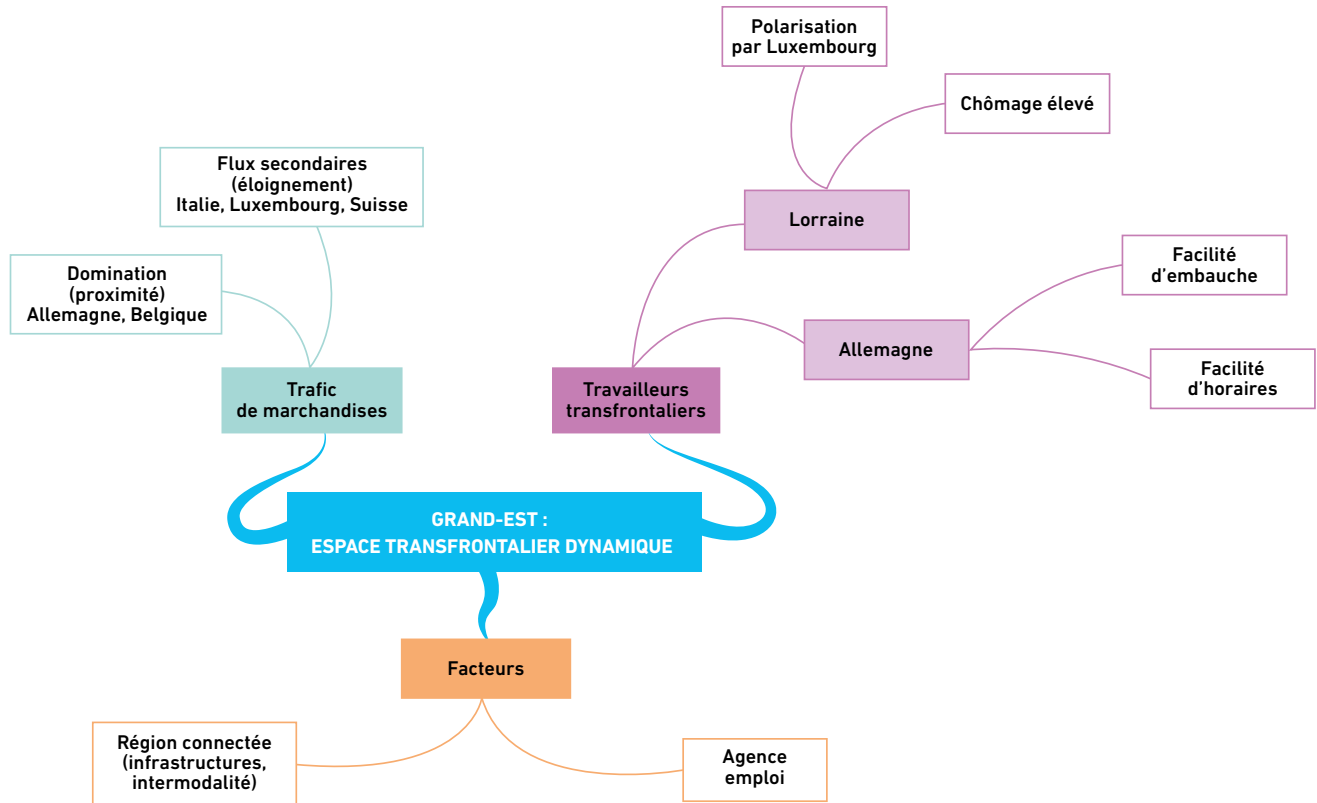 Polarisation
par Luxembourg
Chômage élevé
Flux secondaires
(éloignement)
Italie, Luxembourg, Suisse
Lorraine
Domination
(proximité)
Allemagne, Belgique
Facilité
d'embauche
Allemagne
Facilité
d'horaires
Trafic
de marchandises
Travailleurs
transfrontaliers
GRAND-EST :
ESPACE TRANSFRONTALIER DYNAMIQUE
Facteurs
Région connectée
(infrastructures,
intermodalité)
Agence
emploi